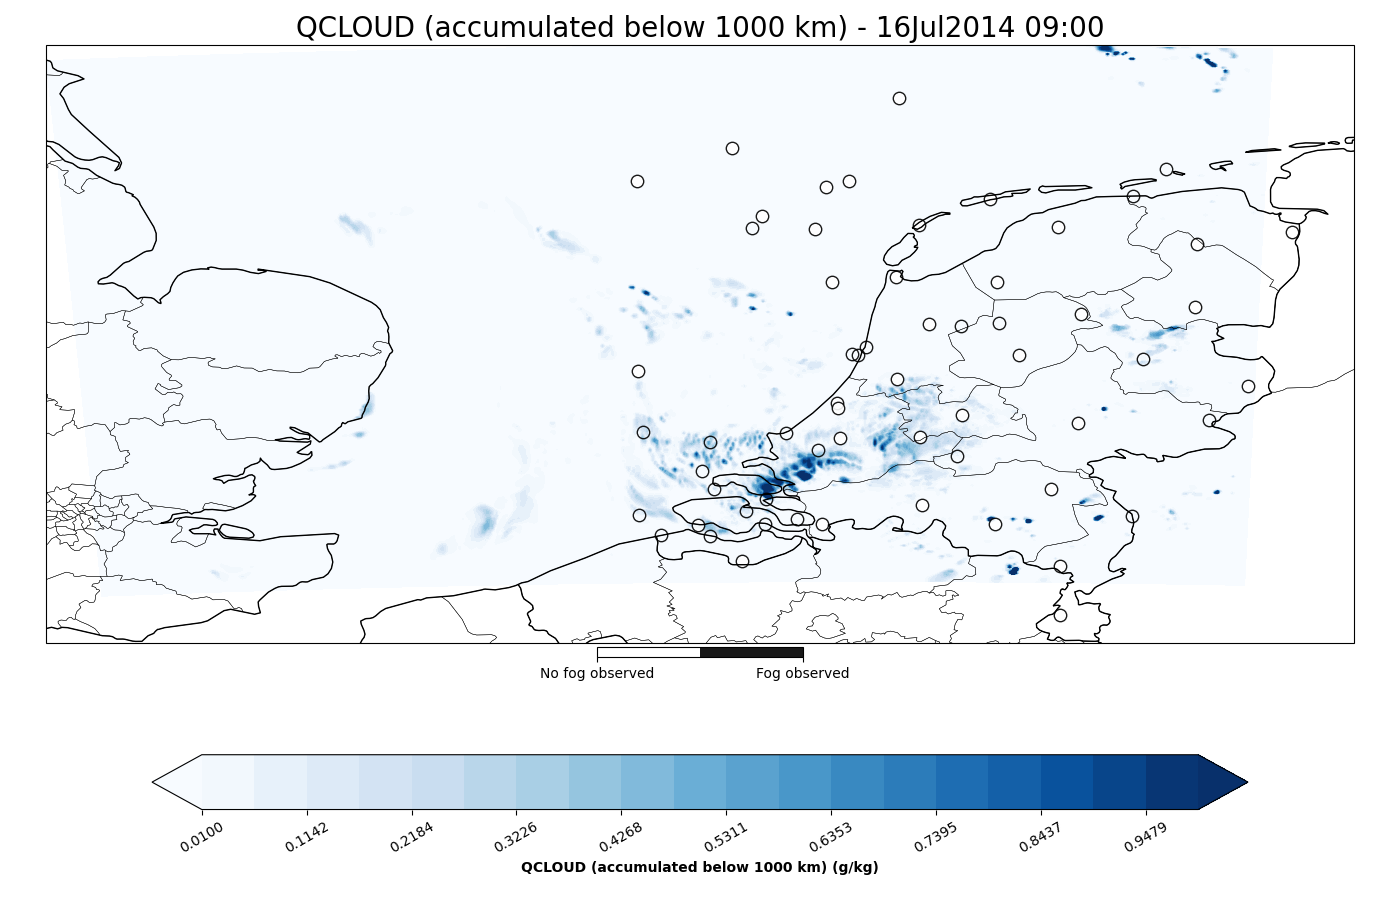 QCLOUD (accumulated below 1000 km) - 16Jul2014 09:00
No fog observed
Fog observed
0.0100
0.1142
0.2184
0.3226
0.4268
0.5311
0.6353
0.7395
0.8437
0.9479
QCLOUD (accumulated below 1000 km) (g/kg)